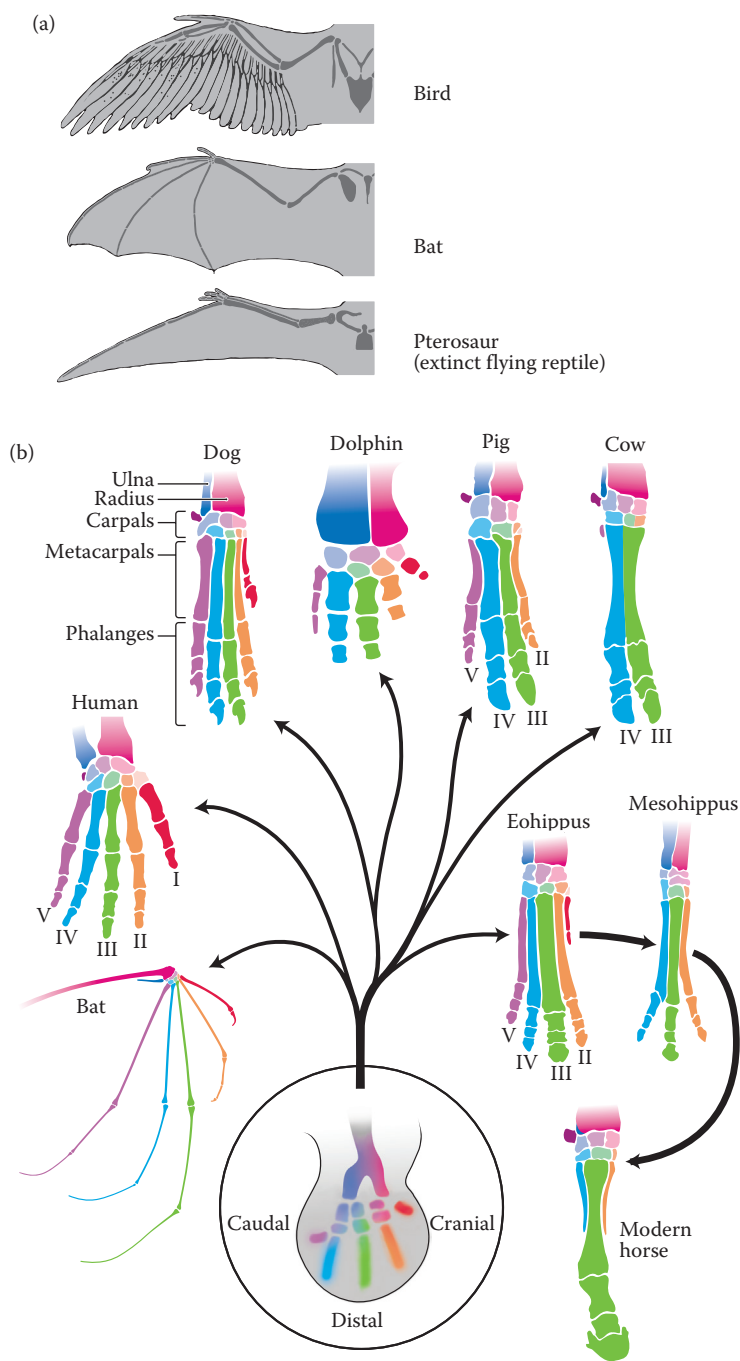 (a)
Bird
Bat
Pterosaur
(extinct flying reptile)
(b)
Dog
Dolphin
Pig
Cow
Ulna
Radius
Carpals
Metacarpals
Phalanges
V
II
IV
III
IV
III
Human
I
V
IV
III
II
Eohippus
Mesohippus
V
IV
III
II
Bat
Caudal
Cranial
Distal
Modern
horse